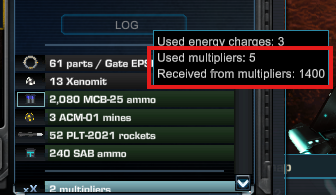 LOG
Used energy charges: 3
Used multipliers: 5
Received from multipliers: 1400
61 parts / Gate
13 Xenomit
2,080 MCB-25 ammo
3 ACM-01 mines
52 PLT-2021 rockets
240 SAB ammo
xX 2 multipliers